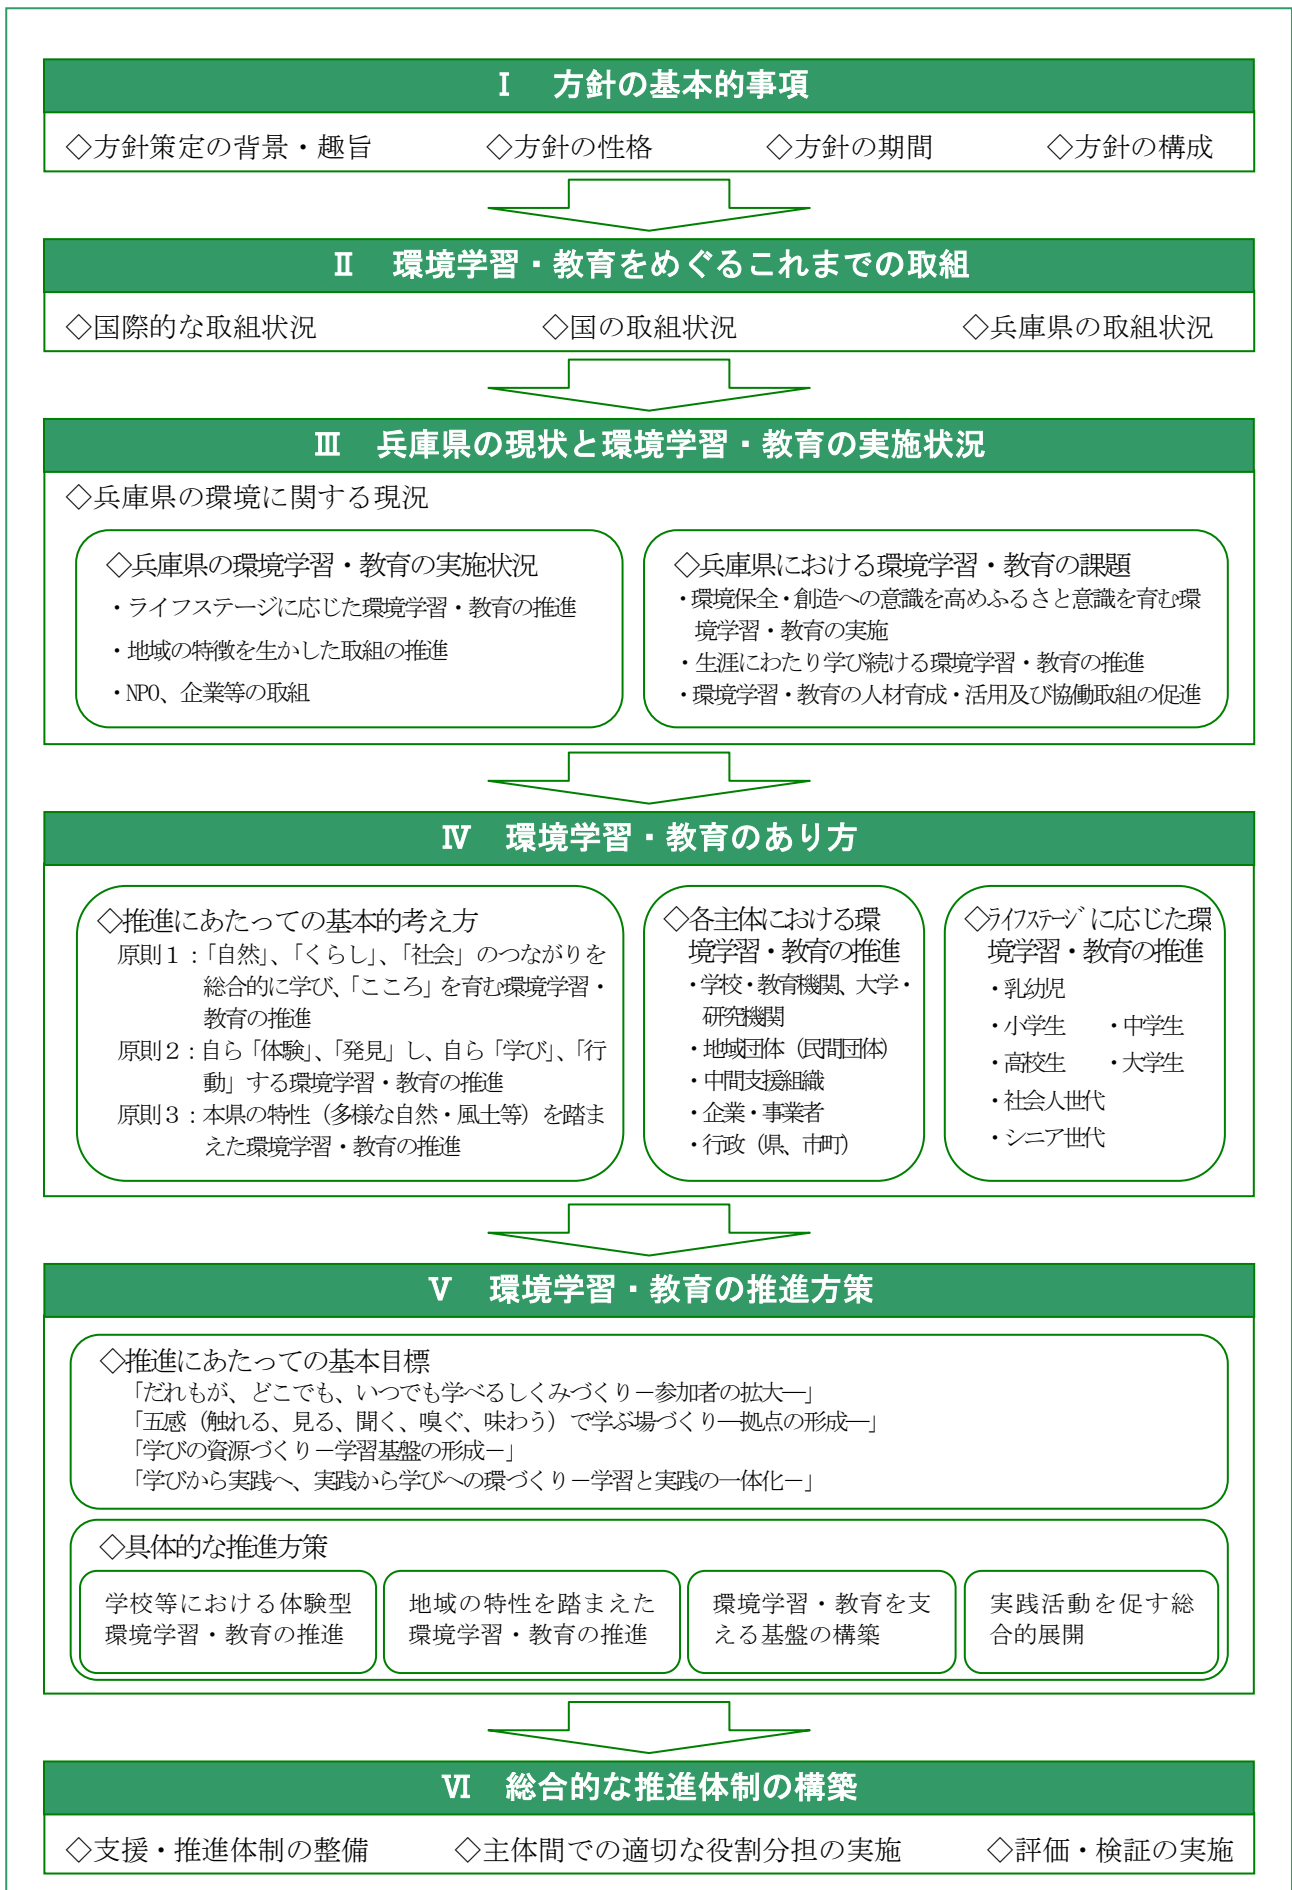 Ⅰ　方針の基本的事項
◇方針策定の背景・趣旨　◇方針の性格　◇方針の期間　◇方針の構成
Ⅱ　環境学習・教育をめぐるこれまでの取組
◇国際的な取組状況　◇国の取組状況　◇兵庫県の取組状況
Ⅲ　兵庫県の現状と環境学習・教育の実施状況
◇兵庫県の環境に関する現況
◇兵庫県の環境学習・教育の実施状況
・ライフステージに応じた環境学習・教育の推進
・地域の特徴を生かした取組の推進
・NPO、企業等の取組
◇兵庫県における環境学習・教育の課題
・環境保全・創造への意識を高めふるさと意識を育む環
境学習・教育の実施
・生涯にわたり学び続ける環境学習・教育の推進
・環境学習・教育の人材育成・活用及び協働取組の促進
Ⅳ　環境学習・教育のあり方
◇推進にあたっての基本的考え方
原則１：「自然」、「くらし」、「社会」のつながりを
総合的に学び、「こころ」を育む環境学習・
教育の推進
原則２：自ら「体験」、「発見」し、自ら「学び」、「行
動」する環境学習・教育の推進
原則３：本県の特性（多様な自然・風土等）を踏ま
えた環境学習・教育の推進
◇各主体における環
境学習・教育の推進
・学校・教育機関、大学・
研究機関
・地域団体（民間団体）
・中間支援組織
・企業・事業者
・行政（県、市町）
◇ﾗｲﾌｽﾃｰｼﾞに応じた環
境学習・教育の推進
・乳幼児
・小学生　・中学生
・高校生　・大学生
・社会人世代
・シニア世代
Ⅴ　環境学習・教育の推進方策
◇推進にあたっての基本目標
「だれもが、どこでも、いつでも学べるしくみづくり－参加者の拡大―」
「五感（触れる、見る、聞く、嗅ぐ、味わう）で学ぶ場づくり―拠点の形成―」
「学びの資源づくり－学習基盤の形成－」
「学びから実践へ、実践から学びへの環づくり－学習と実践の一体化－」
◇具体的な推進方策
学校等における体験型
環境学習・教育の推進
地域の特性を踏まえた
環境学習・教育の推進
環境学習・教育を支
える基盤の構築
実践活動を促す総
合的展開
Ⅵ　総合的な推進体制の構築
◇支援・推進体制の整備　◇主体間での適切な役割分担の実施　◇評価・検証の実施